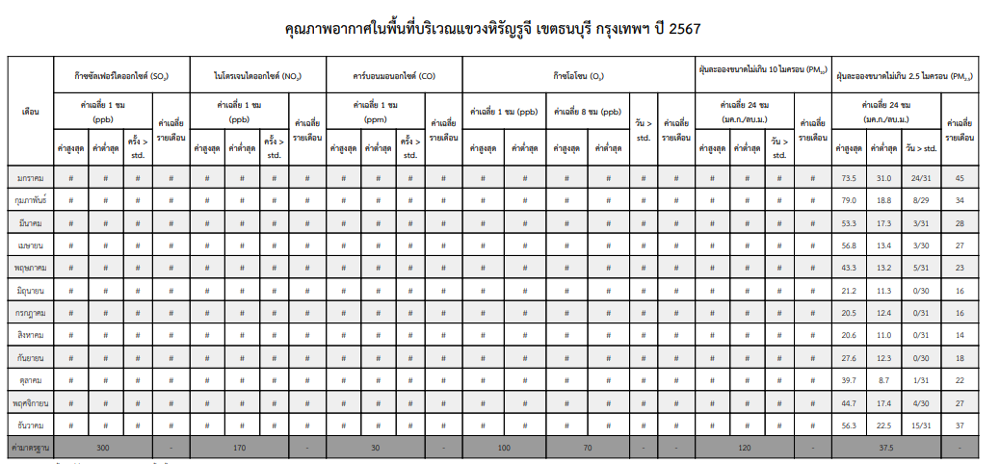 คุณภาพอากาศในพื้นที่บริเวณแขวงหิรัญรูจี เขตธนบุรี กรุงเทพฯ ปี 2567
เดือน ก๊าซซัลเฟอร์ไดออกไซด์ (SO2) ไนโตรเจนไดออกไซด์ (NO2) คาร์บอนมอนอกไซด์ (CO) ก๊าซโอโซน (O3) ฝุ่นละอองขนาดไม่เกิน 10 ไมครอน (PM10) ฝุ่นละอองขนาดไม่เกิน 2.5 ไมครอน (PM2.5)
ค่าเฉลี่ย 1 ชม (ppb) ค่าเฉลี่ยรายเดือน ค่าเฉลี่ย 1 ชม (ppb) ค่าเฉลี่ยรายเดือน ค่าเฉลี่ย 1 ชม (ppm) ค่าเฉลี่ยรายเดือน ค่าเฉลี่ย 1 ชม (ppb) ค่าเฉลี่ย 8 ชม (ppb) วัน > std. ค่าเฉลี่ยรายเดือน ค่าเฉลี่ย 24 ชม (มค.ก./ลบ.ม.) ค่าเฉลี่ยรายเดือน ค่าเฉลี่ย 24 ชม (มค.ก./ลบ.ม.) ค่าเฉลี่ยรายเดือน
ค่าสูงสุด ค่าต่ำสุด ครั้ง > std. ค่าสูงสุด ค่าต่ำสุด ครั้ง > std. ค่าสูงสุด ค่าต่ำสุด ครั้ง > std. ค่าสูงสุด ค่าต่ำสุด ค่าสูงสุด ค่าต่ำสุด ค่าสูงสุด ค่าต่ำสุด วัน > std. ค่าสูงสุด ค่าต่ำสุด วัน > std.
มกราคม # # # # # # # # # # # # # # # # # # # # # # 73.5 31.0 24/31 45
กุมภาพันธ์ # # # # # # # # # # # # # # # # # # # # # # 79.0 18.8 8/29 34
มีนาคม # # # # # # # # # # # # # # # # # # # # # # 53.3 17.3 3/31 28
เมษายน # # # # # # # # # # # # # # # # # # # # # # 56.8 13.4 3/30 27
พฤษภาคม # # # # # # # # # # # # # # # # # # # # # # 43.3 13.2 5/31 23
มิถุนายน # # # # # # # # # # # # # # # # # # # # # # 21.2 11.3 0/30 16
กรกฎาคม # # # # # # # # # # # # # # # # # # # # # # 20.5 12.4 0/31 16
สิงหาคม # # # # # # # # # # # # # # # # # # # # # # 20.6 11.0 0/31 14
กันยายน # # # # # # # # # # # # # # # # # # # # # # 27.6 12.3 0/30 18
ตุลาคม # # # # # # # # # # # # # # # # # # # # # # 39.7 8.7 1/31 22
พฤศจิกายน # # # # # # # # # # # # # # # # # # # # # # 44.7 17.4 4/30 27
ธันวาคม # # # # # # # # # # # # # # # # # # # # # # 56.3 22.5 15/31 37
ค่ามาตรฐาน 300 - 170 - 30 - 100 70 - - 120 - 37.5 -